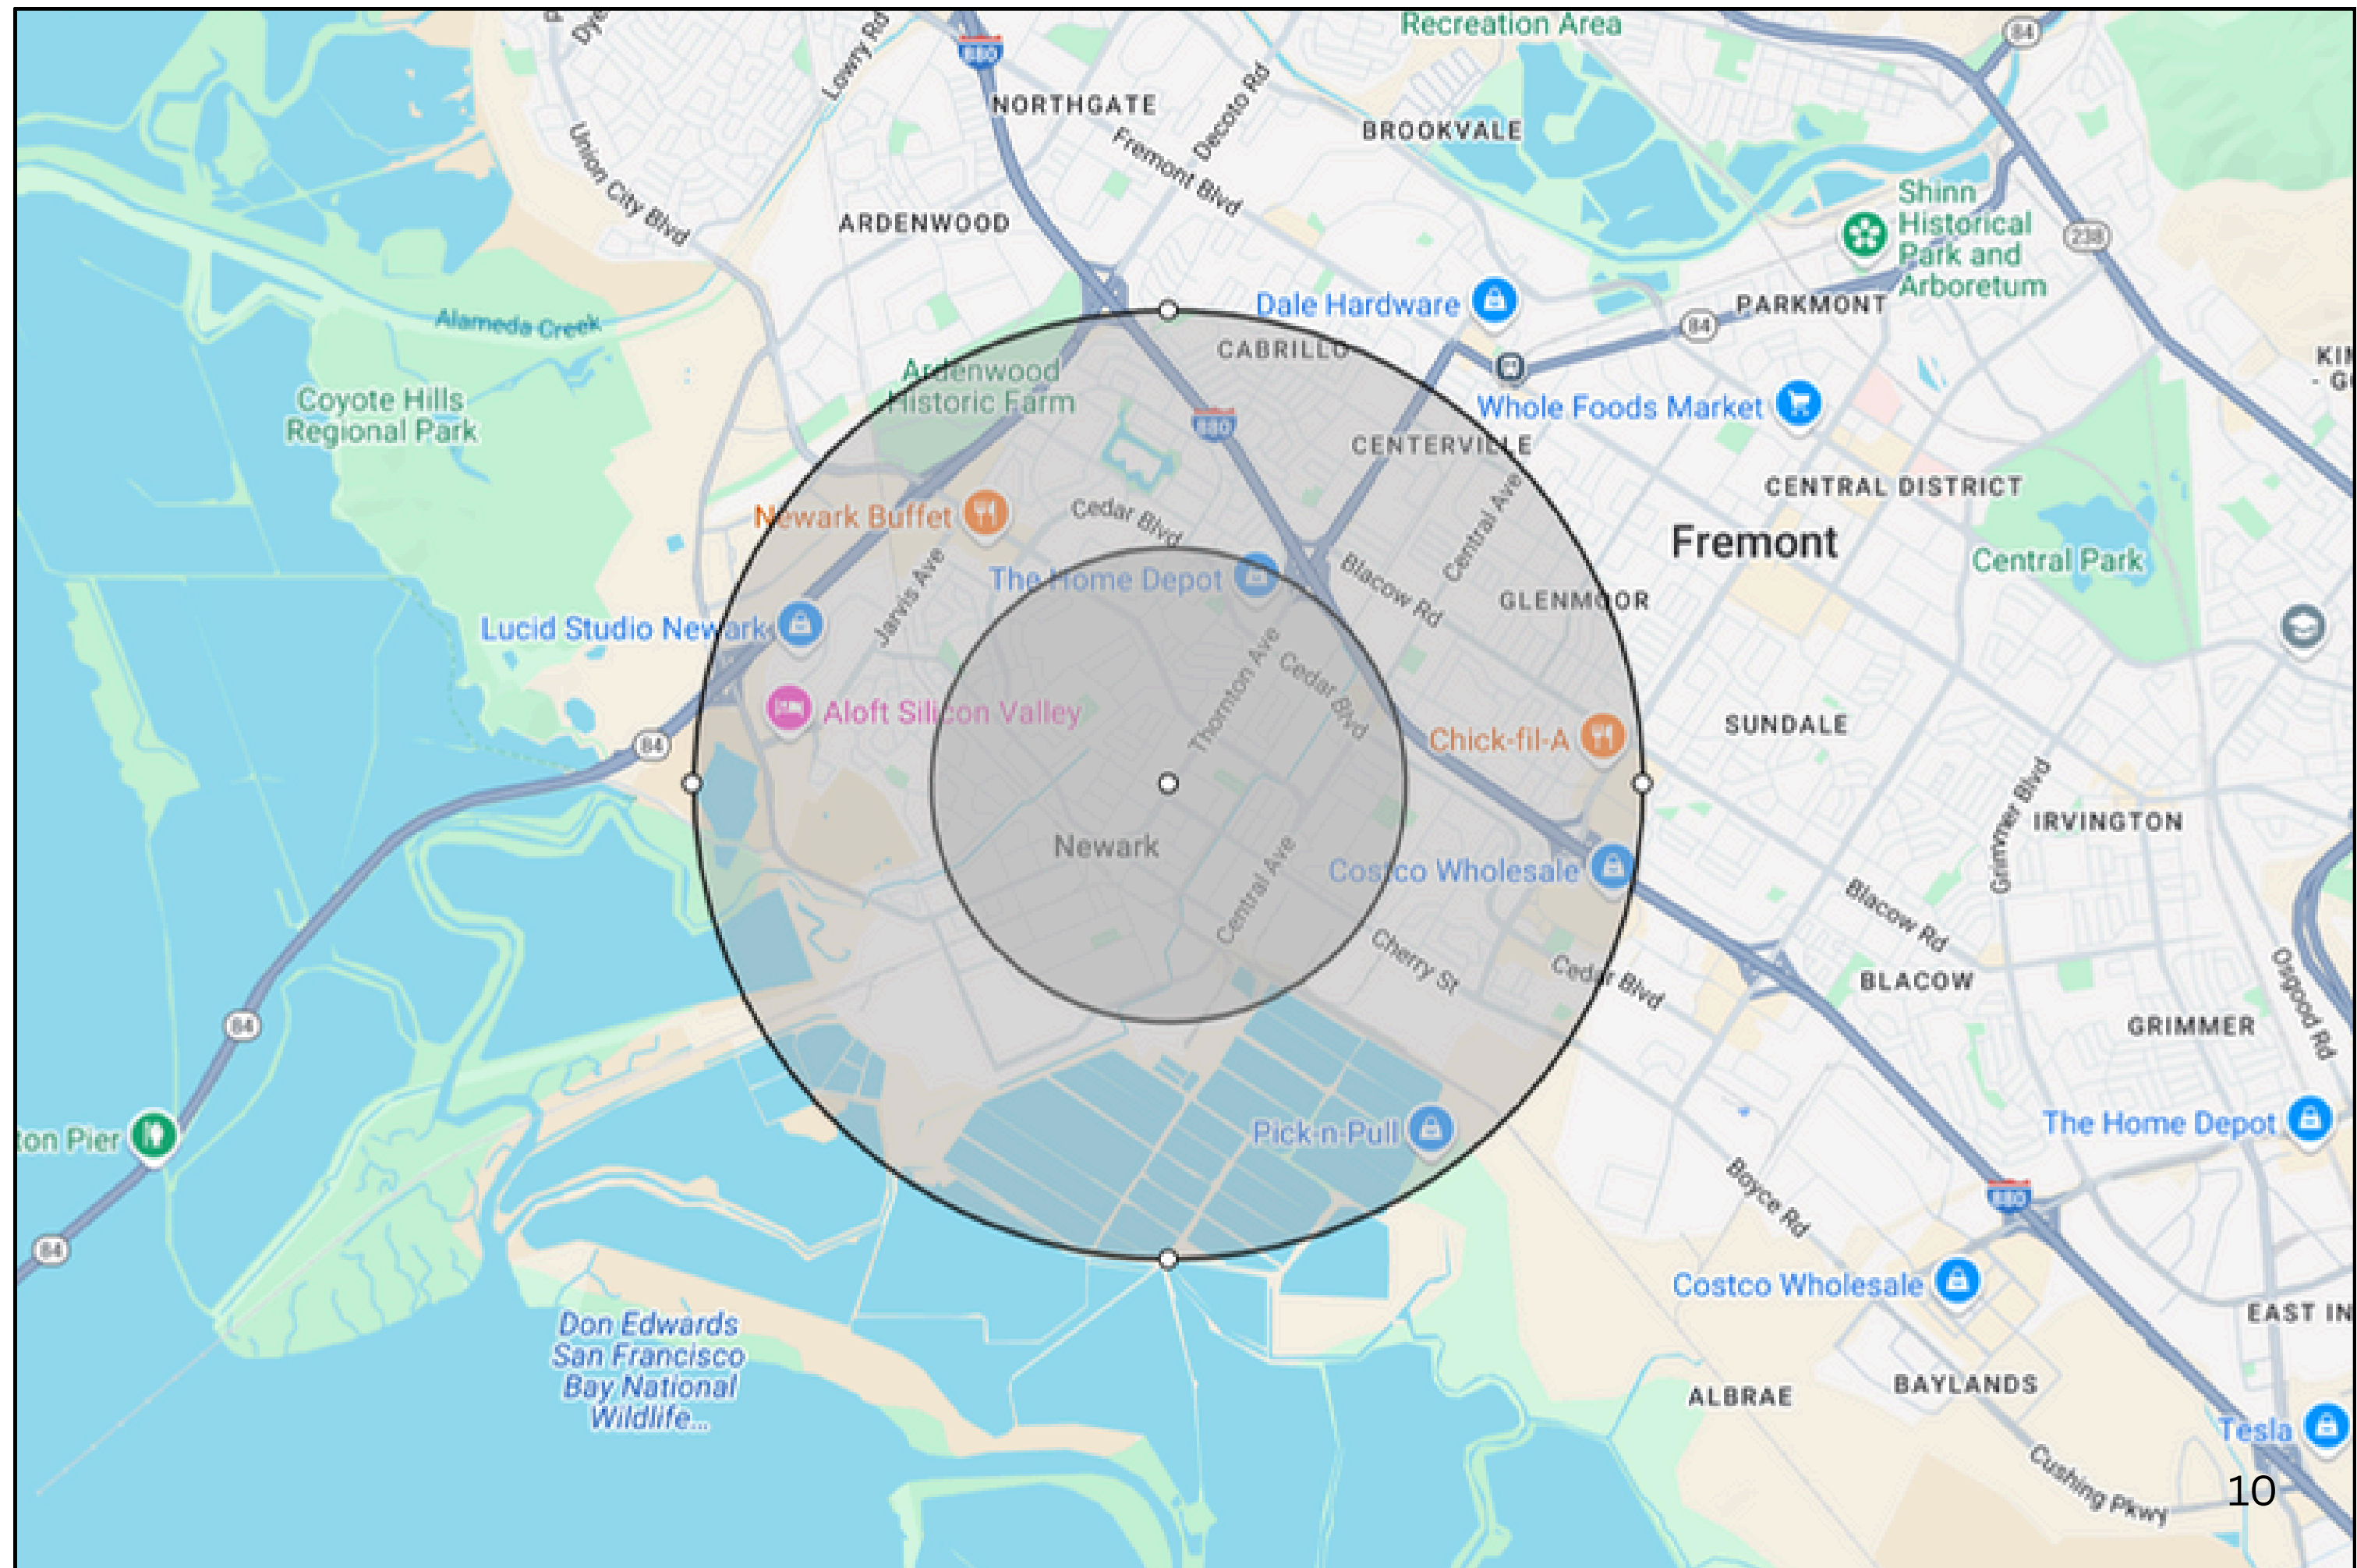 Dye
Lowry Rd
880
Recreation Area
84
NORTHGATE
Decoto Rd
BROOKVALE
Fremont Blvd
Union City Blvd
ARDENWOOD
Shinn
Historical
Park and
Arboretum
238
Alameda Creek
Dale Hardware
PARKMONT
84
CABRILLO
Ardenwood
Historic Farm
Coyote Hills
Regional Park
880
Whole Foods Market
CENTERVILLE
CENTRAL DISTRICT
Newark Buffet
Cedar Blvd
Central Ave
Fremont
Central Park
The Home Depot
Blacow Rd
Jarvis Ave
GLENMOOR
Lucid Studio Newark
Thornton Ave
Cedar Blvd
Aloft Silicon Valley
SUNDALE
84
Chick-fil-A
Grimmer Blvd
IRVINGTON
Newark
Costco Wholesale
Central Ave
Blacow Rd
Cherry St
Cedar Blvd
BLACOW
Osgood Rd
84
GRIMMER
ton Pier
Pick-n-Pull
The Home Depot
Boyce Rd
880
84
Costco Wholesale
EAST IN
Don Edwards
San Francisco
Bay National
Wildlife...
ALBRAE
BAYLANDS
Tesla
Cushing Pkwy
10